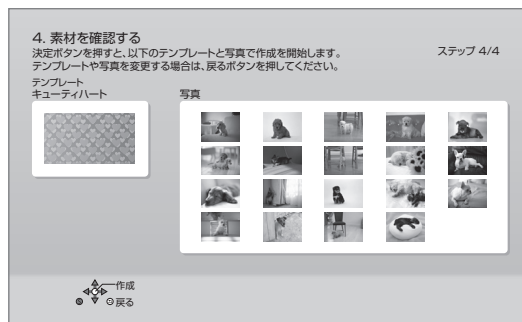 4. 素材を確認する
決定ボタンを押すと、以下のテンプレートと写真で作成を開始します。
ステップ 4/4
テンプレートや写真を変更する場合は、戻るボタンを押してください。
テンプレート
キューティハート
写真
作成
戻る